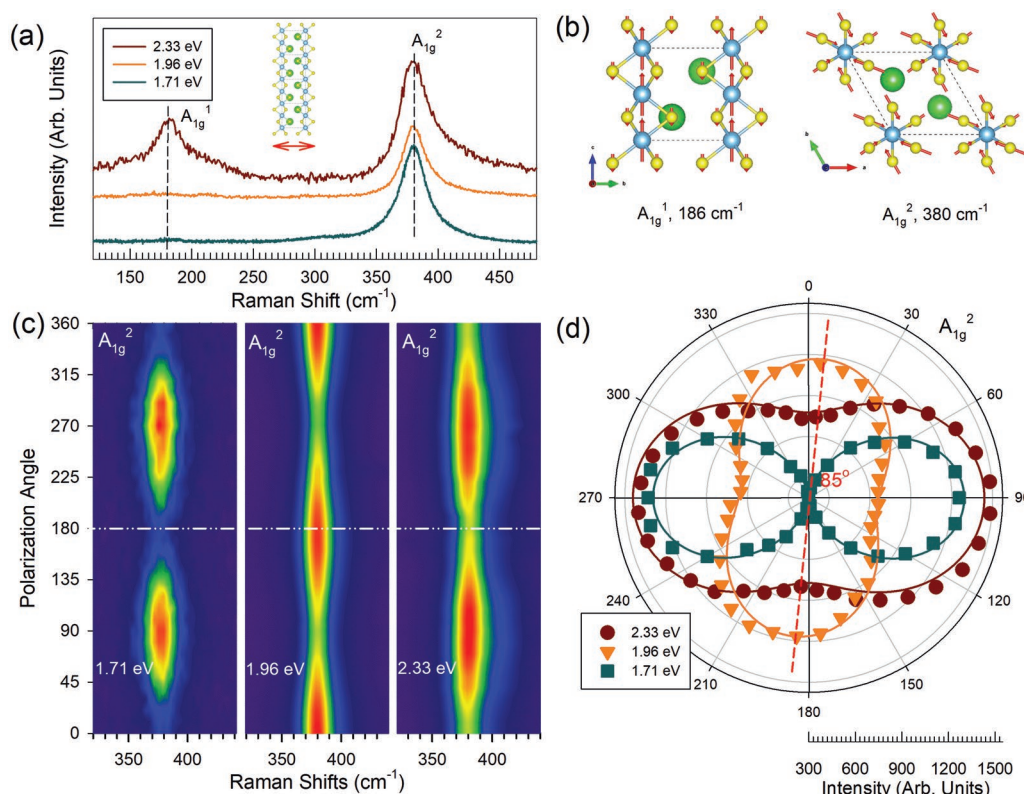 (a)
2.33 eV
1.96 eV
1.71 eV
A1g1
A1g2
Intensity (Arb. Units)
150 200 250 300 350 400 450
Raman Shift (cm-1)
(b)
c
b
b
a
A1g1, 186 cm-1
A1g2, 380 cm-1
(c)
A1g2
A1g2
A1g2
360
315
270
225
180
135
90
45
0
Polarization Angle
1.71 eV
1.96 eV
2.33 eV
350 400 350 400 350 400
Raman Shifts (cm-1)
(d)
A1g2
0
30
60
90
120
150
180
210
240
270
300
330
85o
2.33 eV
1.96 eV
1.71 eV
300 600 900 1200 1500
Intensity (Arb. Units)